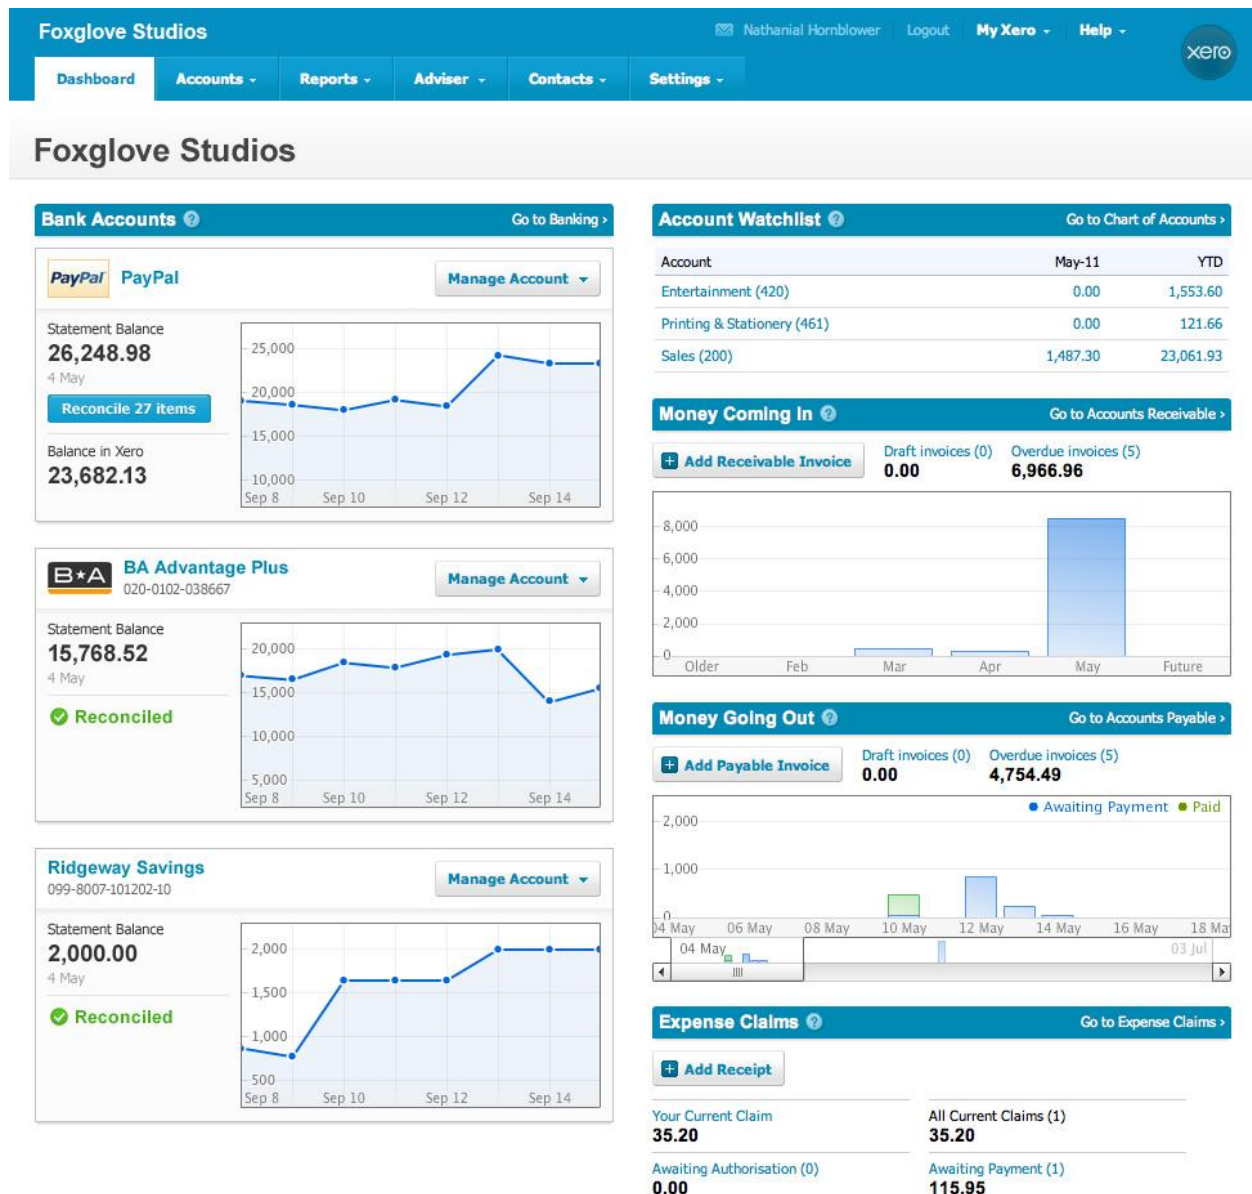 Foxglove Studios
Nathanial Hornblower Logout My Xero Help
xero
Dashboard Accounts Reports Adviser Contacts Settings
Foxglove Studios
Bank Accounts ? Go to Banking ›
PayPal PayPal Manage Account
Statement Balance
26,248.98
4 May
Reconcile 27 items
Balance in Xero
23,682.13
25,000
20,000
15,000
10,000
Sep 8 Sep 10 Sep 12 Sep 14
B★A BA Advantage Plus
020-0102-038667
Manage Account
Statement Balance
15,768.52
4 May
Reconciled
20,000
15,000
10,000
5,000
Sep 8 Sep 10 Sep 12 Sep 14
Ridgeway Savings
099-8007-101202-10
Manage Account
Statement Balance
2,000.00
4 May
Reconciled
2,000
1,500
1,000
500
Sep 8 Sep 10 Sep 12 Sep 14
Account Watchlist ? Go to Chart of Accounts ›
Account May-11 YTD
Entertainment (420) 0.00 1,553.60
Printing & Stationery (461) 0.00 121.66
Sales (200) 1,487.30 23,061.93
Money Coming In ? Go to Accounts Receivable ›
Add Receivable Invoice
Draft invoices (0) Overdue invoices (5)
0.00 6,966.96
8,000
6,000
4,000
2,000
0
Older Feb Mar Apr May Future
Money Going Out ? Go to Accounts Payable ›
Add Payable Invoice
Draft invoices (0) Overdue invoices (5)
0.00 4,754.49
Awaiting Payment Paid
2,000
1,000
0
04 May 06 May 08 May 10 May 12 May 14 May 16 May 18 Ma
04 May 03 Jul
Expense Claims ? Go to Expense Claims ›
Add Receipt
Your Current Claim All Current Claims (1)
35.20 35.20
Awaiting Authorisation (0) Awaiting Payment (1)
0.00 115.95